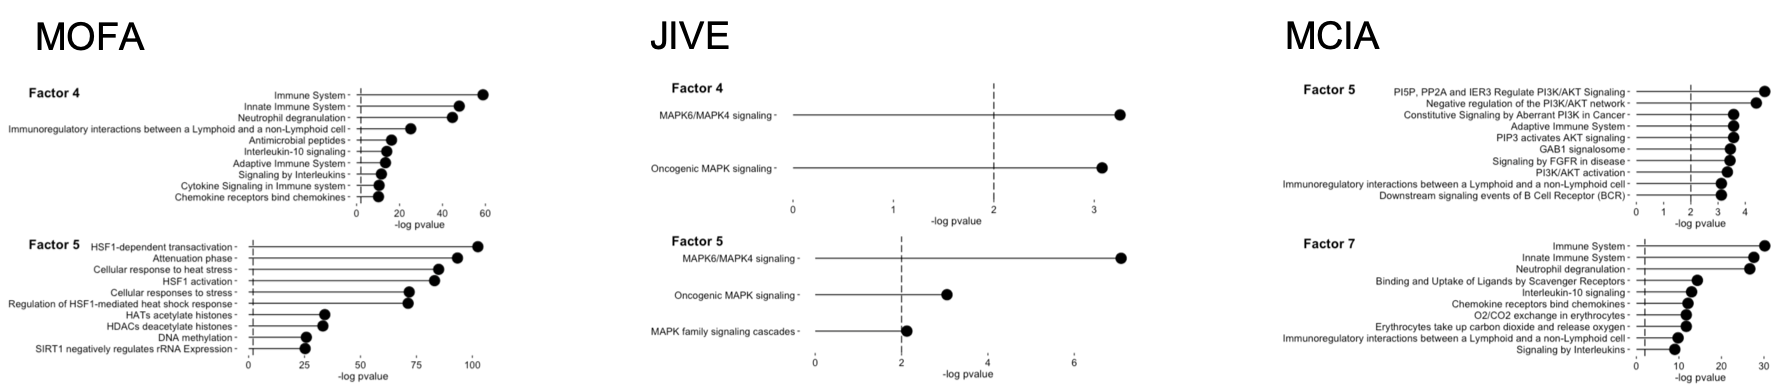 MOFA
Factor 4
Immune System
Innate Immune System
Neutrophil degranulation
Immunoregulatory interactions between a Lymphoid and a non-Lymphoid cell
Antimicrobial peptides
Interleukin-10 signaling
Adaptive Immune System
Signaling by Interleukins
Cytokine Signaling in Immune system
Chemokine receptors bind chemokines
0 20 40 60
-log pvalue
Factor 5
HSF1-dependent transactivation
Attenuation phase
Cellular response to heat stress
HSF1 activation
Cellular responses to stress
Regulation of HSF1-mediated heat shock response
HATs acetylate histones
HDACs deacetylate histones
DNA methylation
SIRT1 negatively regulates rRNA Expression
0 25 50 75 100
-log pvalue
JIVE
Factor 4
MAPK6/MAPK4 signaling
Oncogenic MAPK signaling
0 1 2 3
-log pvalue
Factor 5
MAPK6/MAPK4 signaling
Oncogenic MAPK signaling
MAPK family signaling cascades
0 2 4 6
-log pvalue
MCIA
Factor 5
PI5P, PP2A and IER3 Regulate PI3K/AKT Signaling
Negative regulation of the PI3K/AKT network
Constitutive Signaling by Aberrant PI3K in Cancer
Adaptive Immune System
PIP3 activates AKT signaling
GAB1 signalosome
Signaling by FGFR in disease
PI3K/AKT activation
Immunoregulatory interactions between a Lymphoid and a non-Lymphoid cell
Downstream signaling events of B Cell Receptor (BCR)
0 1 2 3 4
-log pvalue
Factor 7
Immune System
Innate Immune System
Neutrophil degranulation
Binding and Uptake of Ligands by Scavenger Receptors
Interleukin-10 signaling
Chemokine receptors bind chemokines
O2/CO2 exchange in erythrocytes
Erythrocytes take up carbon dioxide and release oxygen
Immunoregulatory interactions between a Lymphoid and a non-Lymphoid cell
Signaling by Interleukins
0 10 20 30
-log pvalue